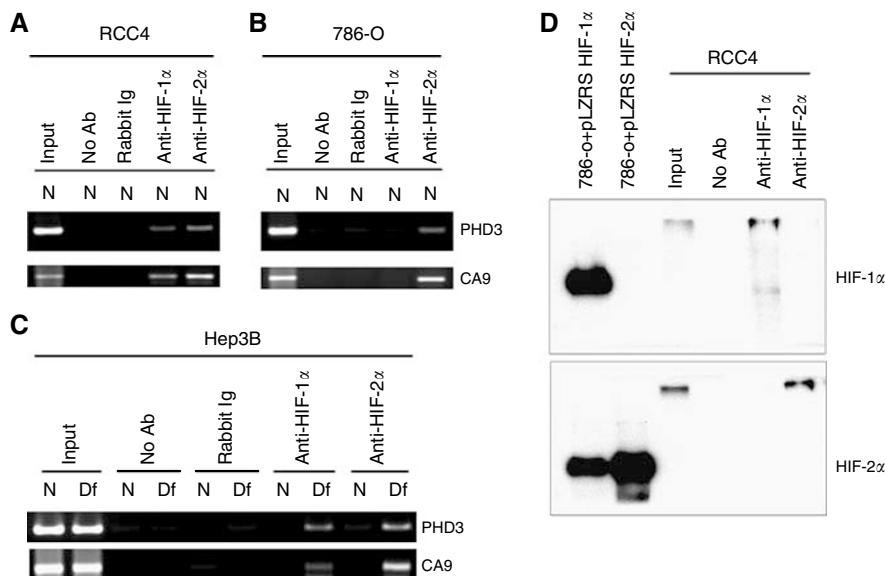 A
RCC4
Input
No Ab
Rabbit Ig
Anti-HIF-1α
Anti-HIF-2α
N N N N N
B
786-O
Input
No Ab
Rabbit Ig
Anti-HIF-1α
Anti-HIF-2α
N N N N N
PHD3
CA9
C
Hep3B
Input
No Ab
Rabbit Ig
Anti-HIF-1α
Anti-HIF-2α
N Df N Df N Df N Df N Df
PHD3
CA9
D
786-o+pLZRS HIF-1α
786-o+pLZRS HIF-2α
RCC4
Input
No Ab
Anti-HIF-1α
Anti-HIF-2α
HIF-1α
HIF-2α